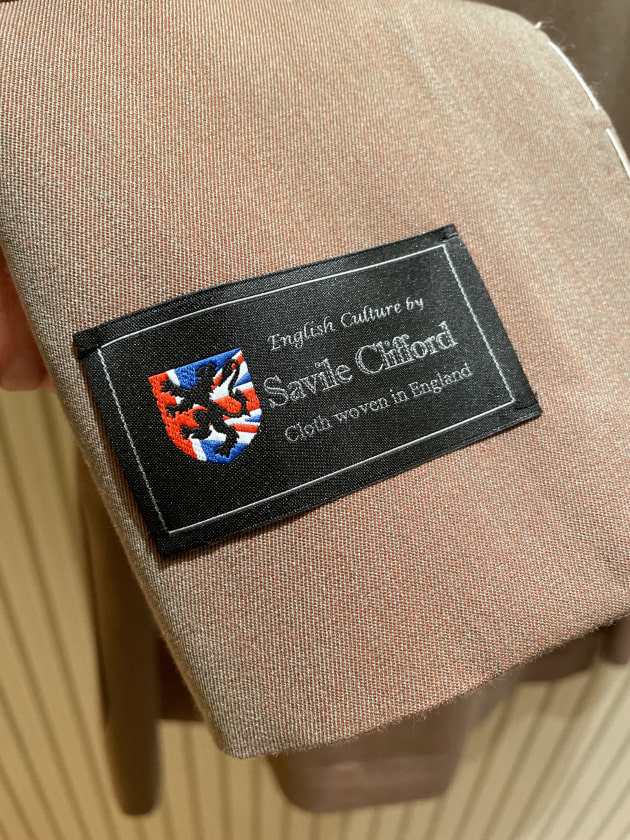 English Culture by
Savile Clifford
Cloth woven in England